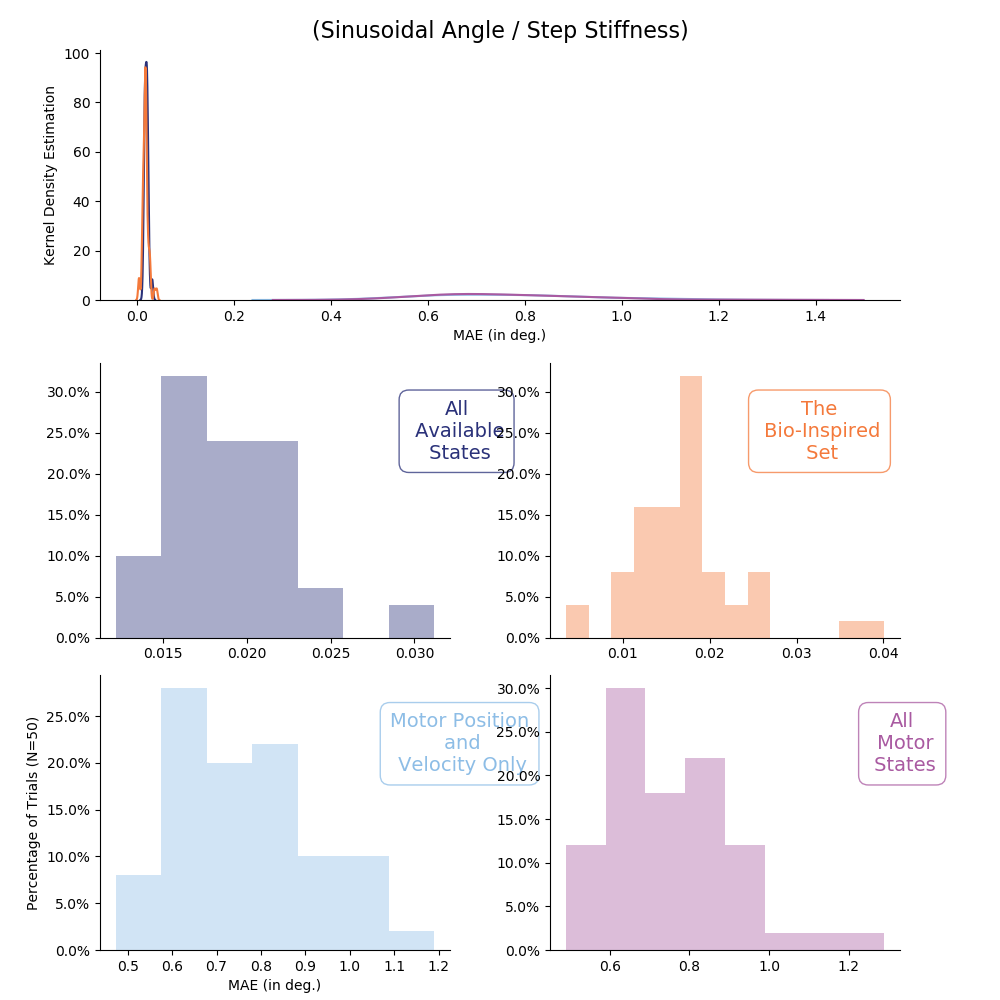 (Sinusoidal Angle / Step Stiffness)
100
80
60
40
20
0
Kernel Density Estimation
0.0 0.2 0.4 0.6 0.8 1.0 1.2 1.4
MAE (in deg.)
30.0%
25.0%
20.0%
15.0%
10.0%
5.0%
0.0%
0.015 0.020 0.025 0.030
All
Available
States
30.0%
25.0%
20.0%
15.0%
10.0%
5.0%
0.0%
0.01 0.02 0.03 0.04
The
Bio-Inspired
Set
Percentage of Trials (N=50)
25.0%
20.0%
15.0%
10.0%
5.0%
0.0%
0.5 0.6 0.7 0.8 0.9 1.0 1.1 1.2
MAE (in deg.)
Motor Position
and
Velocity Only
30.0%
25.0%
20.0%
15.0%
10.0%
5.0%
0.0%
0.6 0.8 1.0 1.2
All
Motor
States